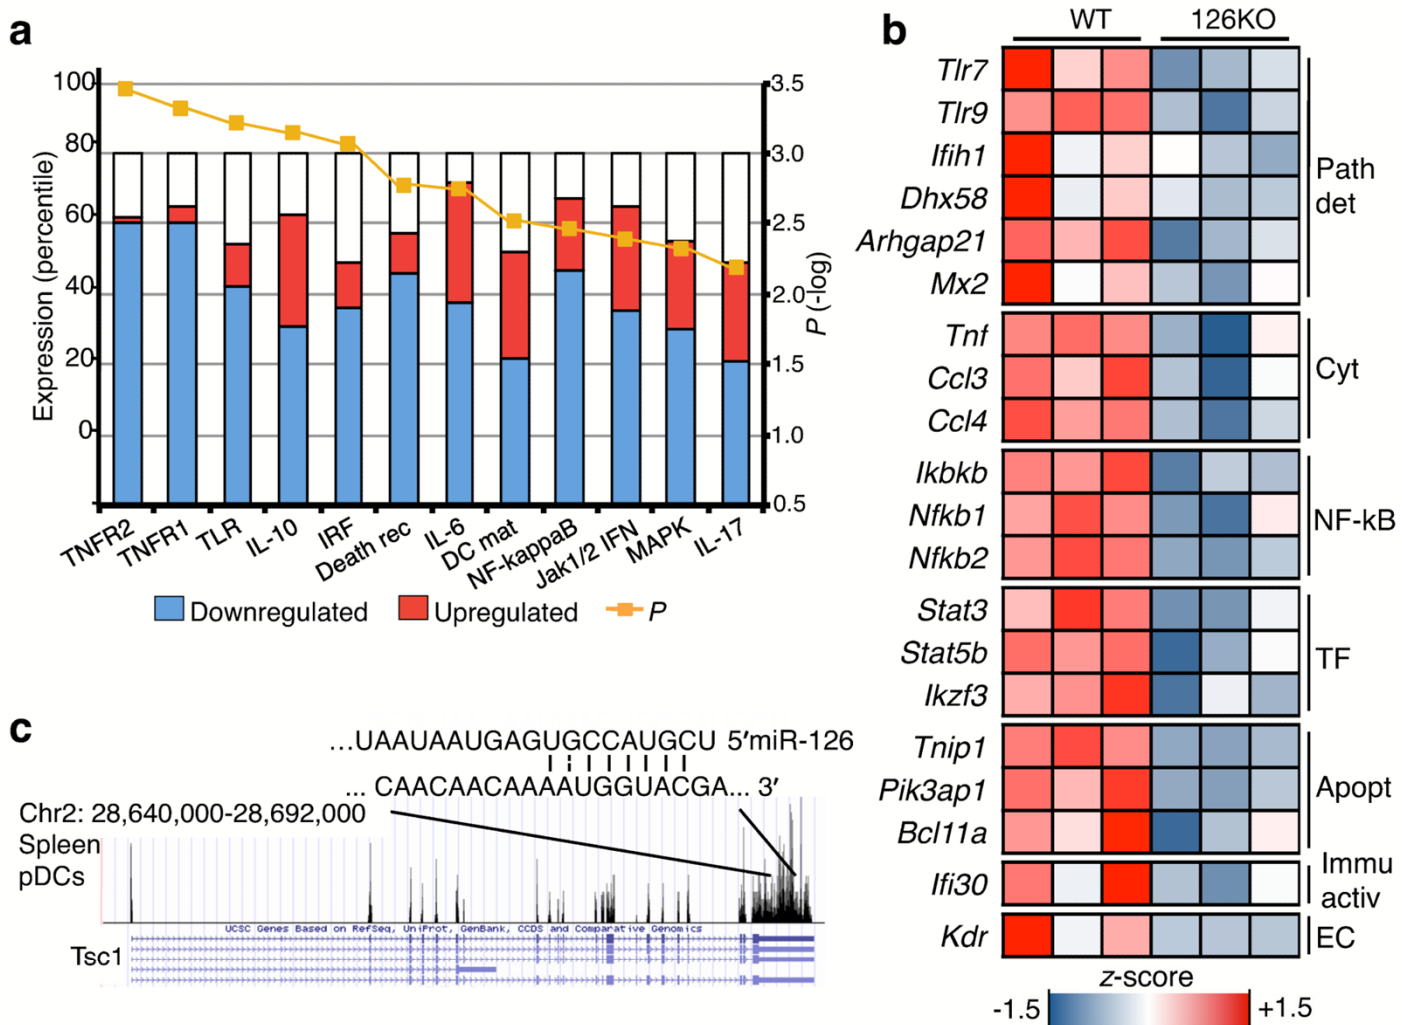 a
100
80
60
40
20
0
Expression (percentile)
3.5
3.0
2.5
2.0
1.5
1.0
0.5
P (-log)
TNFR2
TNFR1
TLR
IL-10
IRF
Death rec
IL-6
DC mat
NF-kappaB
Jak1/2 IFN
MAPK
IL-17
Downregulated
Upregulated
P
b
WT
126KO
Tlr7
Tlr9
Ifih1
Dhx58
Arhgap21
Mx2
Path
det
Tnf
Ccl3
Ccl4
Cyt
Ikbkb
Nfkb1
Nfkb2
NF-kB
Stat3
Stat5b
Ikzf3
TF
Tnip1
Pik3ap1
Bcl11a
Apopt
Ifi30
Immu
activ
Kdr
EC
z-score
-1.5
+1.5
c
...UAAUAAUGAGUGCCAUGCU 5′miR-126
... CAACAACAAAAUGGUACGA... 3′
Chr2: 28,640,000-28,692,000
Spleen
pDCs
UCSC Genes Based on RefSeq, UniProt, GenBank, CCDS and Comparative Genomics
Tsc1